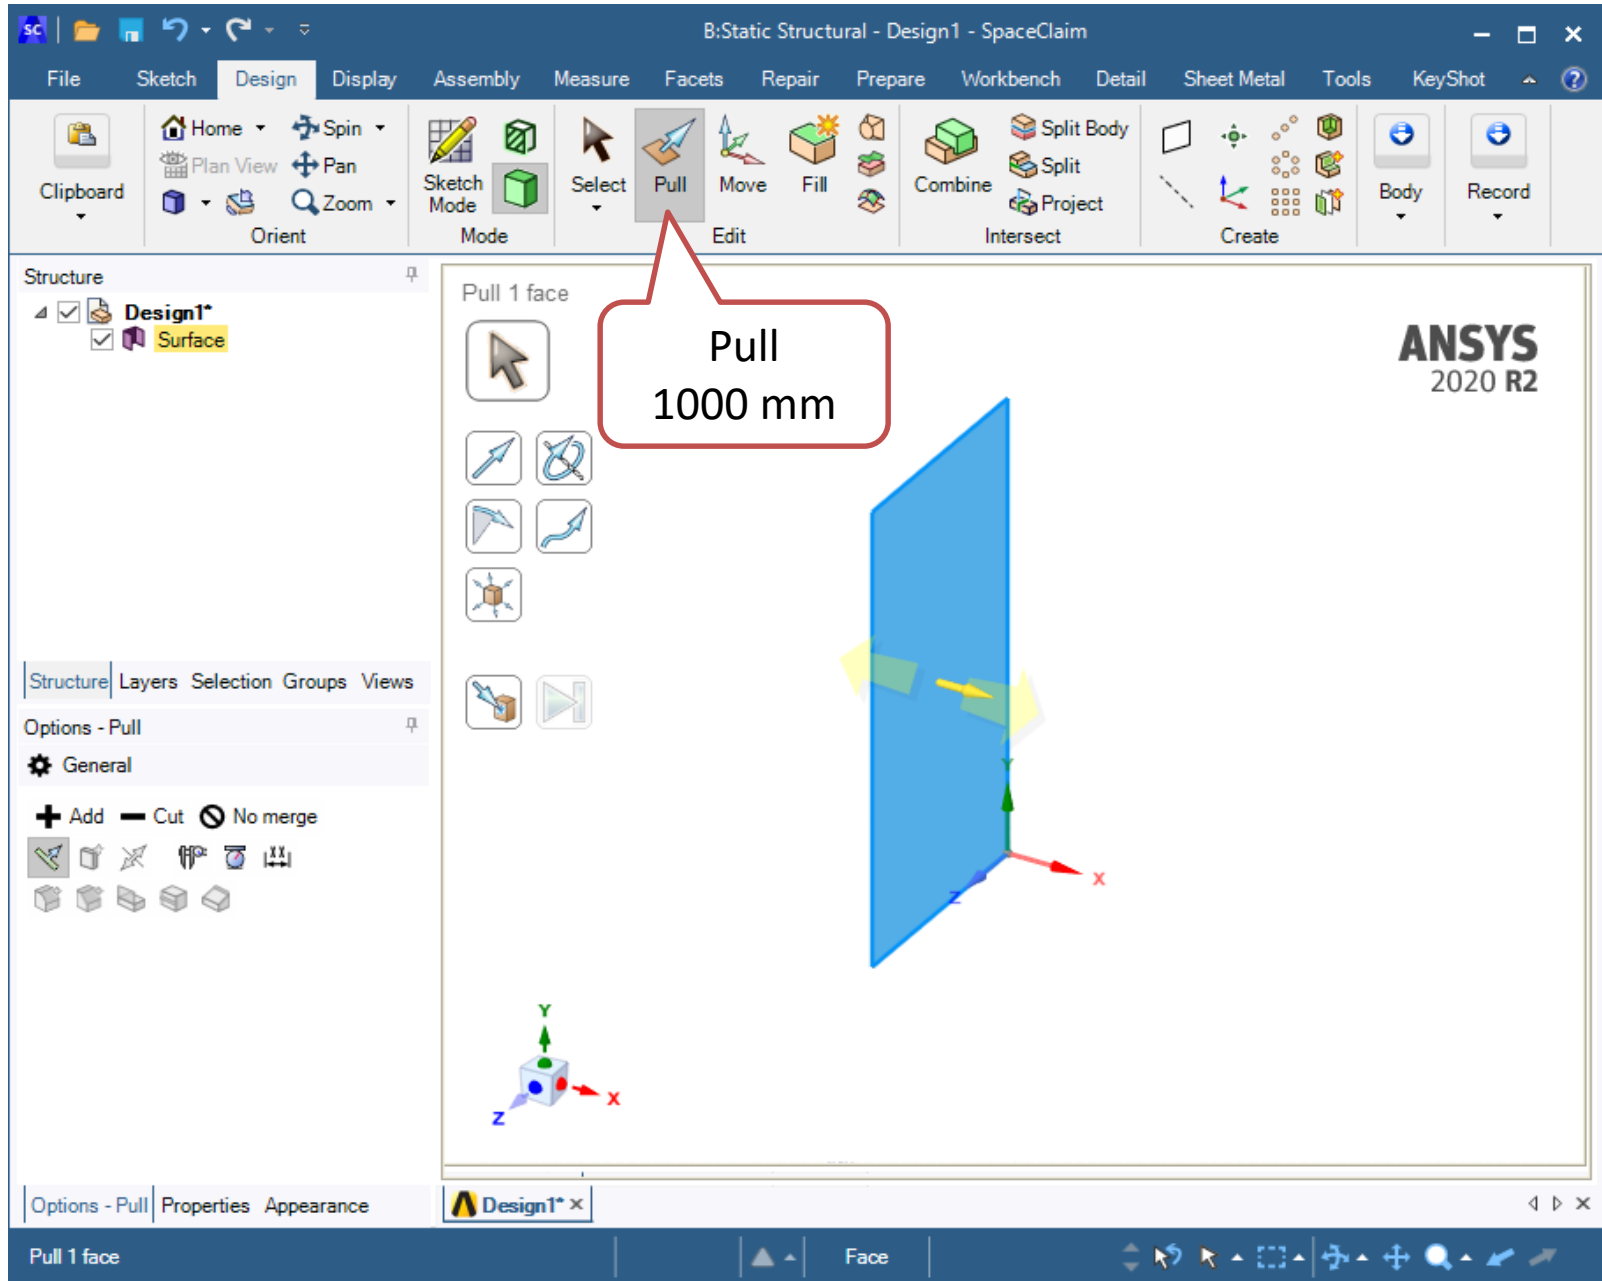 B:Static Structural - Design1 - SpaceClaim
File Sketch Design Display Assembly Measure Facets Repair Prepare Workbench Detail Sheet Metal Tools KeyShot
Home Spin Split Body
Plan View Pan Split
Clipboard Sketch Mode Select Pull Move Fill Combine Body Record
Zoom Project
Orient Mode Edit Intersect Create
Structure
Design1*
Surface
Pull 1 face
Pull
1000 mm
ANSYS
2020 R2
Y
X
Z
Structure Layers Selection Groups Views
Options - Pull
General
Add Cut No merge
Y
X
Z
Options - Pull Properties Appearance
Design1*
Pull 1 face Face